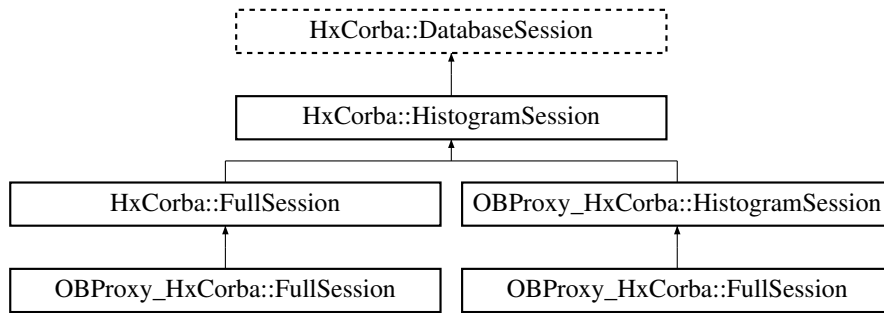 HxCorba::DatabaseSession
HxCorba::HistogramSession
HxCorba::FullSession
OBProxy_HxCorba::HistogramSession
OBProxy_HxCorba::FullSession
OBProxy_HxCorba::FullSession